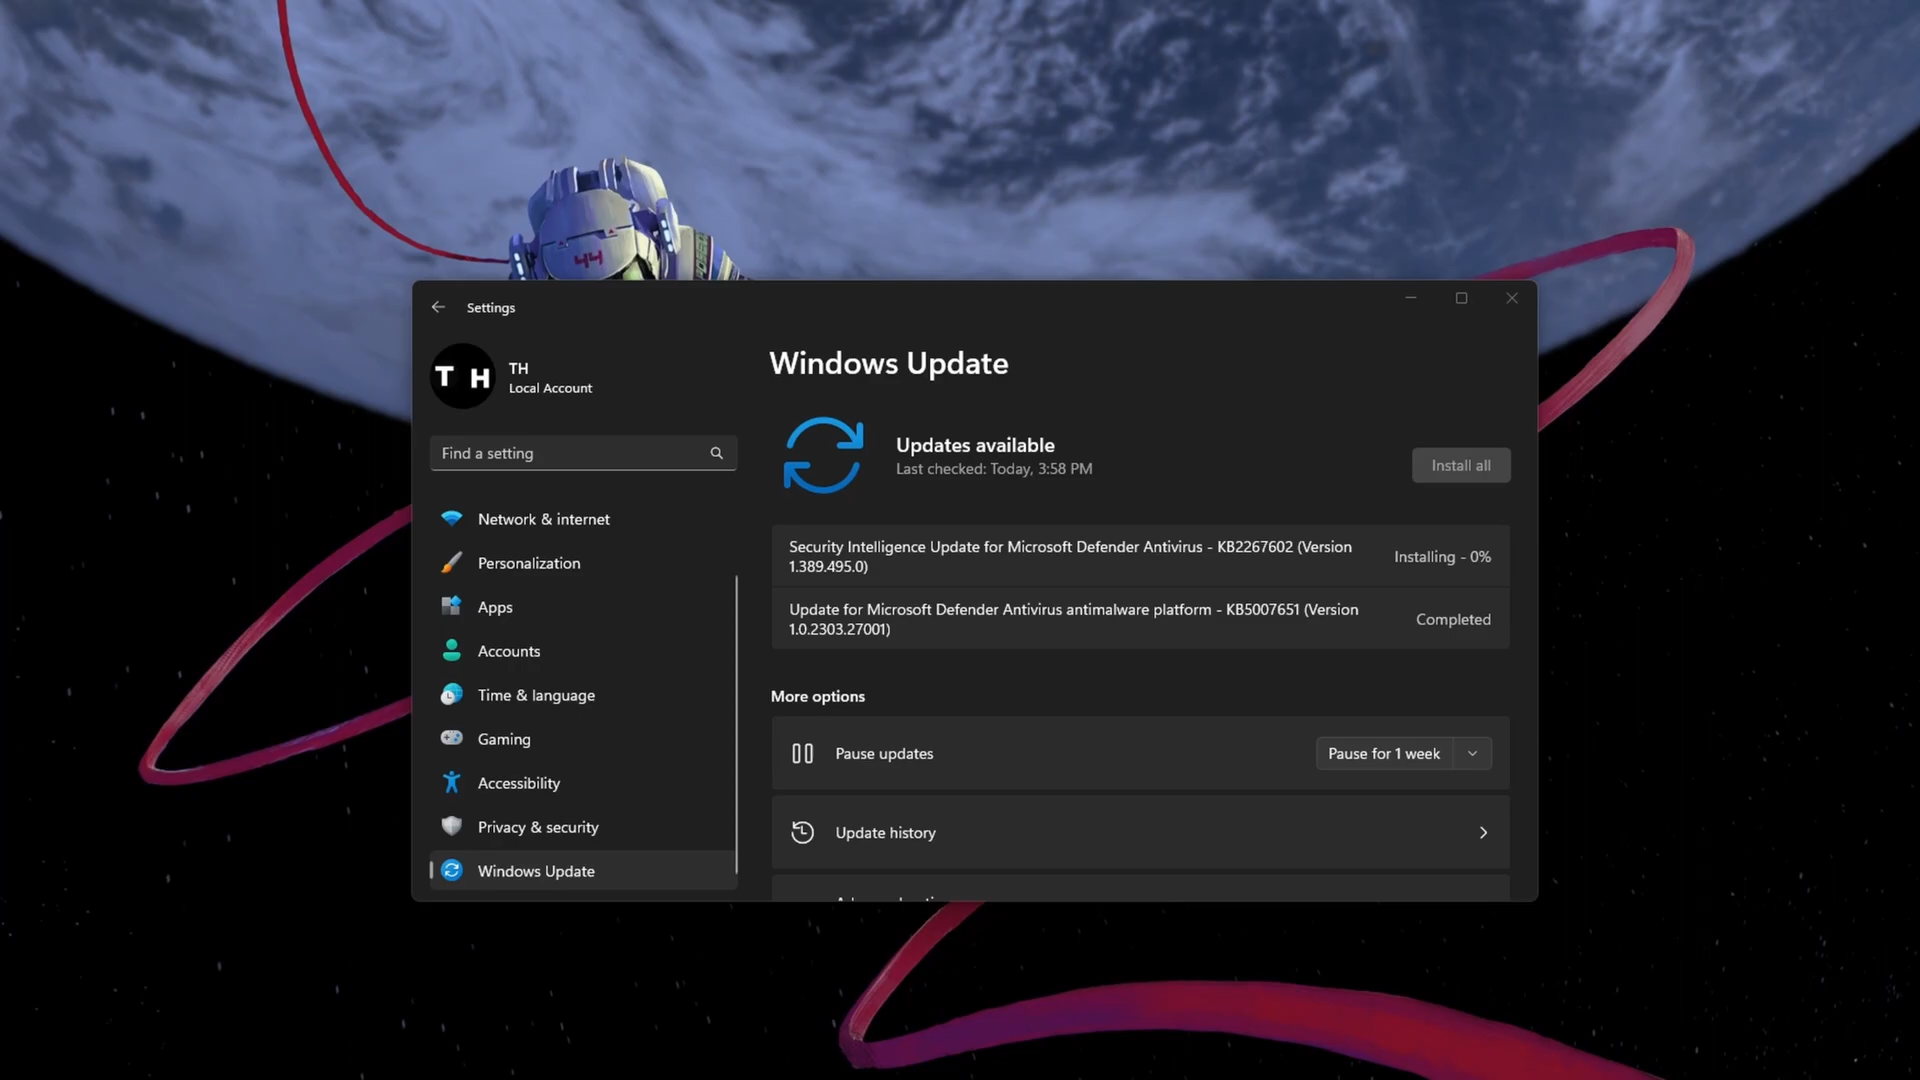 44
Settings
TH
TH
Local Account
Find a setting
Network & internet
Personalization
Apps
Accounts
Time & language
Gaming
Accessibility
Privacy & security
Windows Update
Windows Update
Updates available
Last checked: Today, 3:58 PM
Install all
Security Intelligence Update for Microsoft Defender Antivirus - KB2267602 (Version
1.389.495.0)
Installing - 0%
Update for Microsoft Defender Antivirus antimalware platform - KB5007651 (Version
1.0.2303.27001)
Completed
More options
Pause updates
Pause for 1 week
Update history